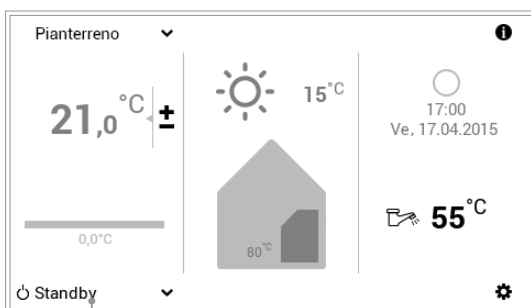 Pianterreno
21,0 °C ±
0,0°C
Standby
15°C
80°C
17:00
Ve, 17.04.2015
55°C